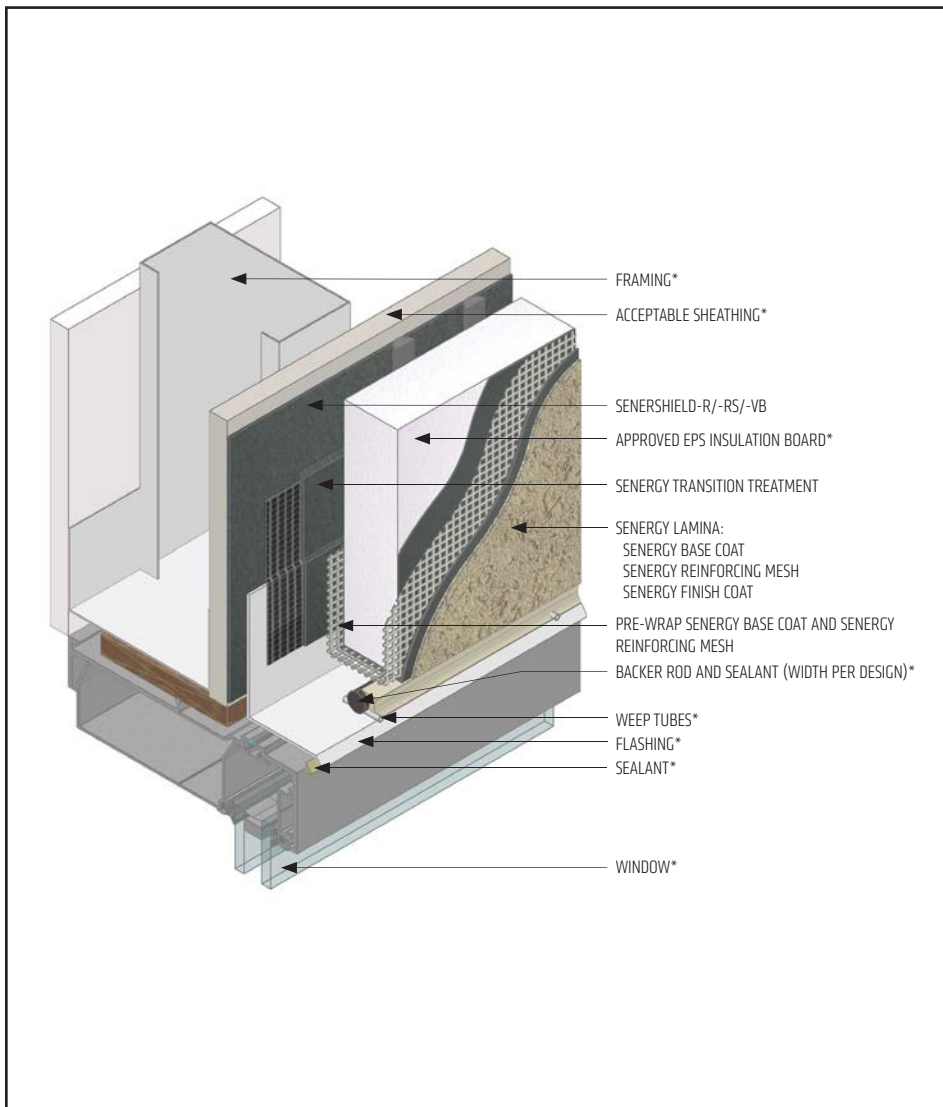 FRAMING*
ACCEPTABLE SHEATHING*
SENERSHIELD-R/-RS/-VB
APPROVED EPS INSULATION BOARD*
SENERGY TRANSITION TREATMENT
SENERGY LAMINA:
SENERGY BASE COAT
SENERGY REINFORCING MESH
SENERGY FINISH COAT
PRE-WRAP SENERGY BASE COAT AND SENERGY
REINFORCING MESH
BACKER ROD AND SEALANT (WIDTH PER DESIGN)*
WEEP TUBES*
FLASHING*
SEALANT*
WINDOW*